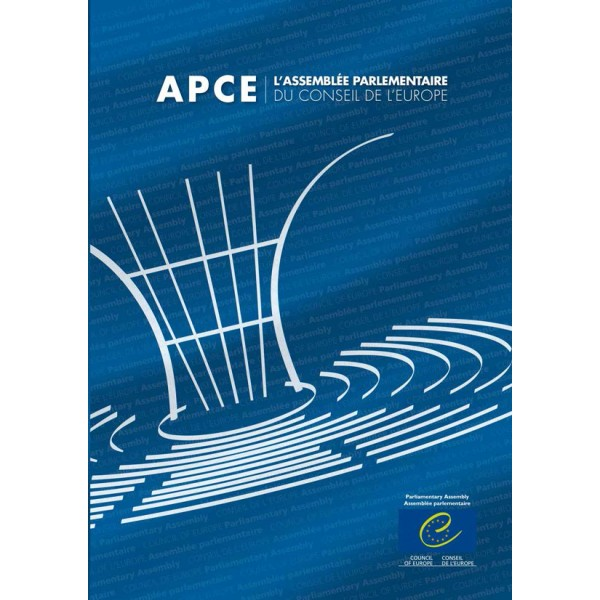 APCE
L'ASSEMBLÉE PARLEMENTAIRE
DU CONSEIL DE L'EUROPE
Parliamentary Assembly
Assemblée parlementaire
COUNCIL CONSEIL
OF EUROPE DE L'EUROPE